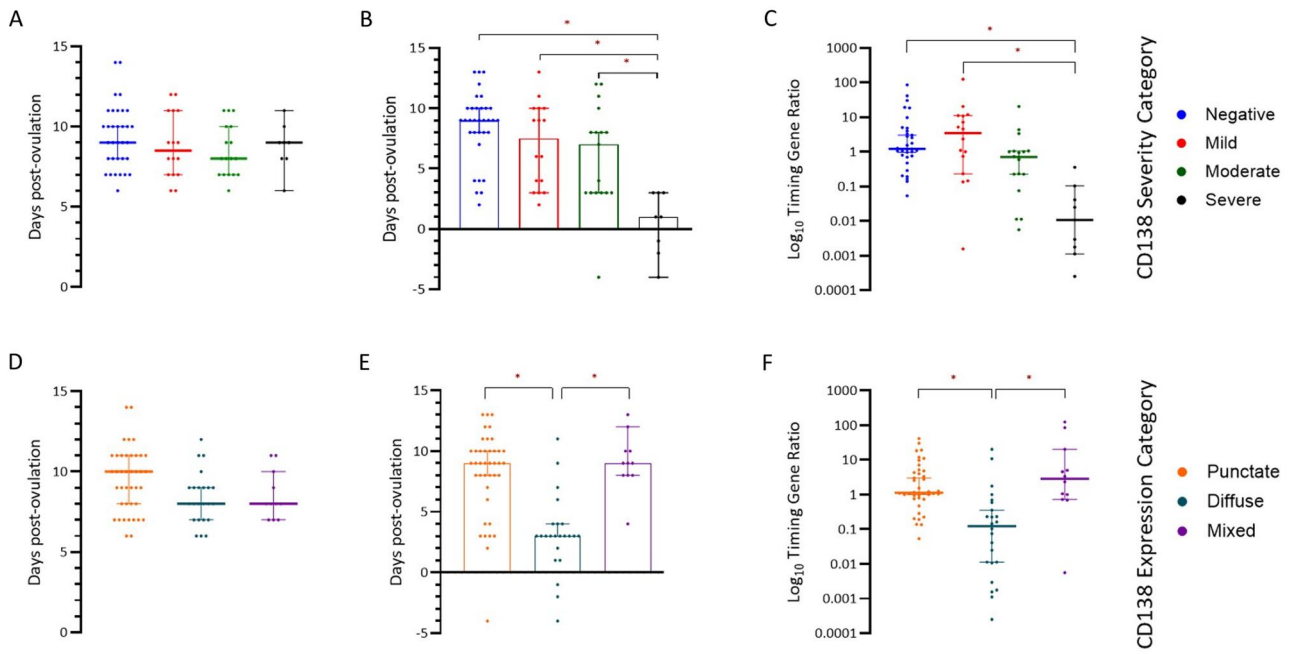 A
15
10
5
0
Days post-ovulation
B
*
*
*
15
10
5
0
-5
Days post-ovulation
C
*
*
1000
100
10
1
0.1
0.01
0.001
0.0001
Log10 Timing Gene Ratio
CD138 Severity Category
Negative
Mild
Moderate
Severe
D
15
10
5
0
Days post-ovulation
E
*
*
15
10
5
0
-5
Days post-ovulation
F
*
*
1000
100
10
1
0.1
0.01
0.001
0.0001
Log10 Timing Gene Ratio
CD138 Expression Category
Punctate
Diffuse
Mixed